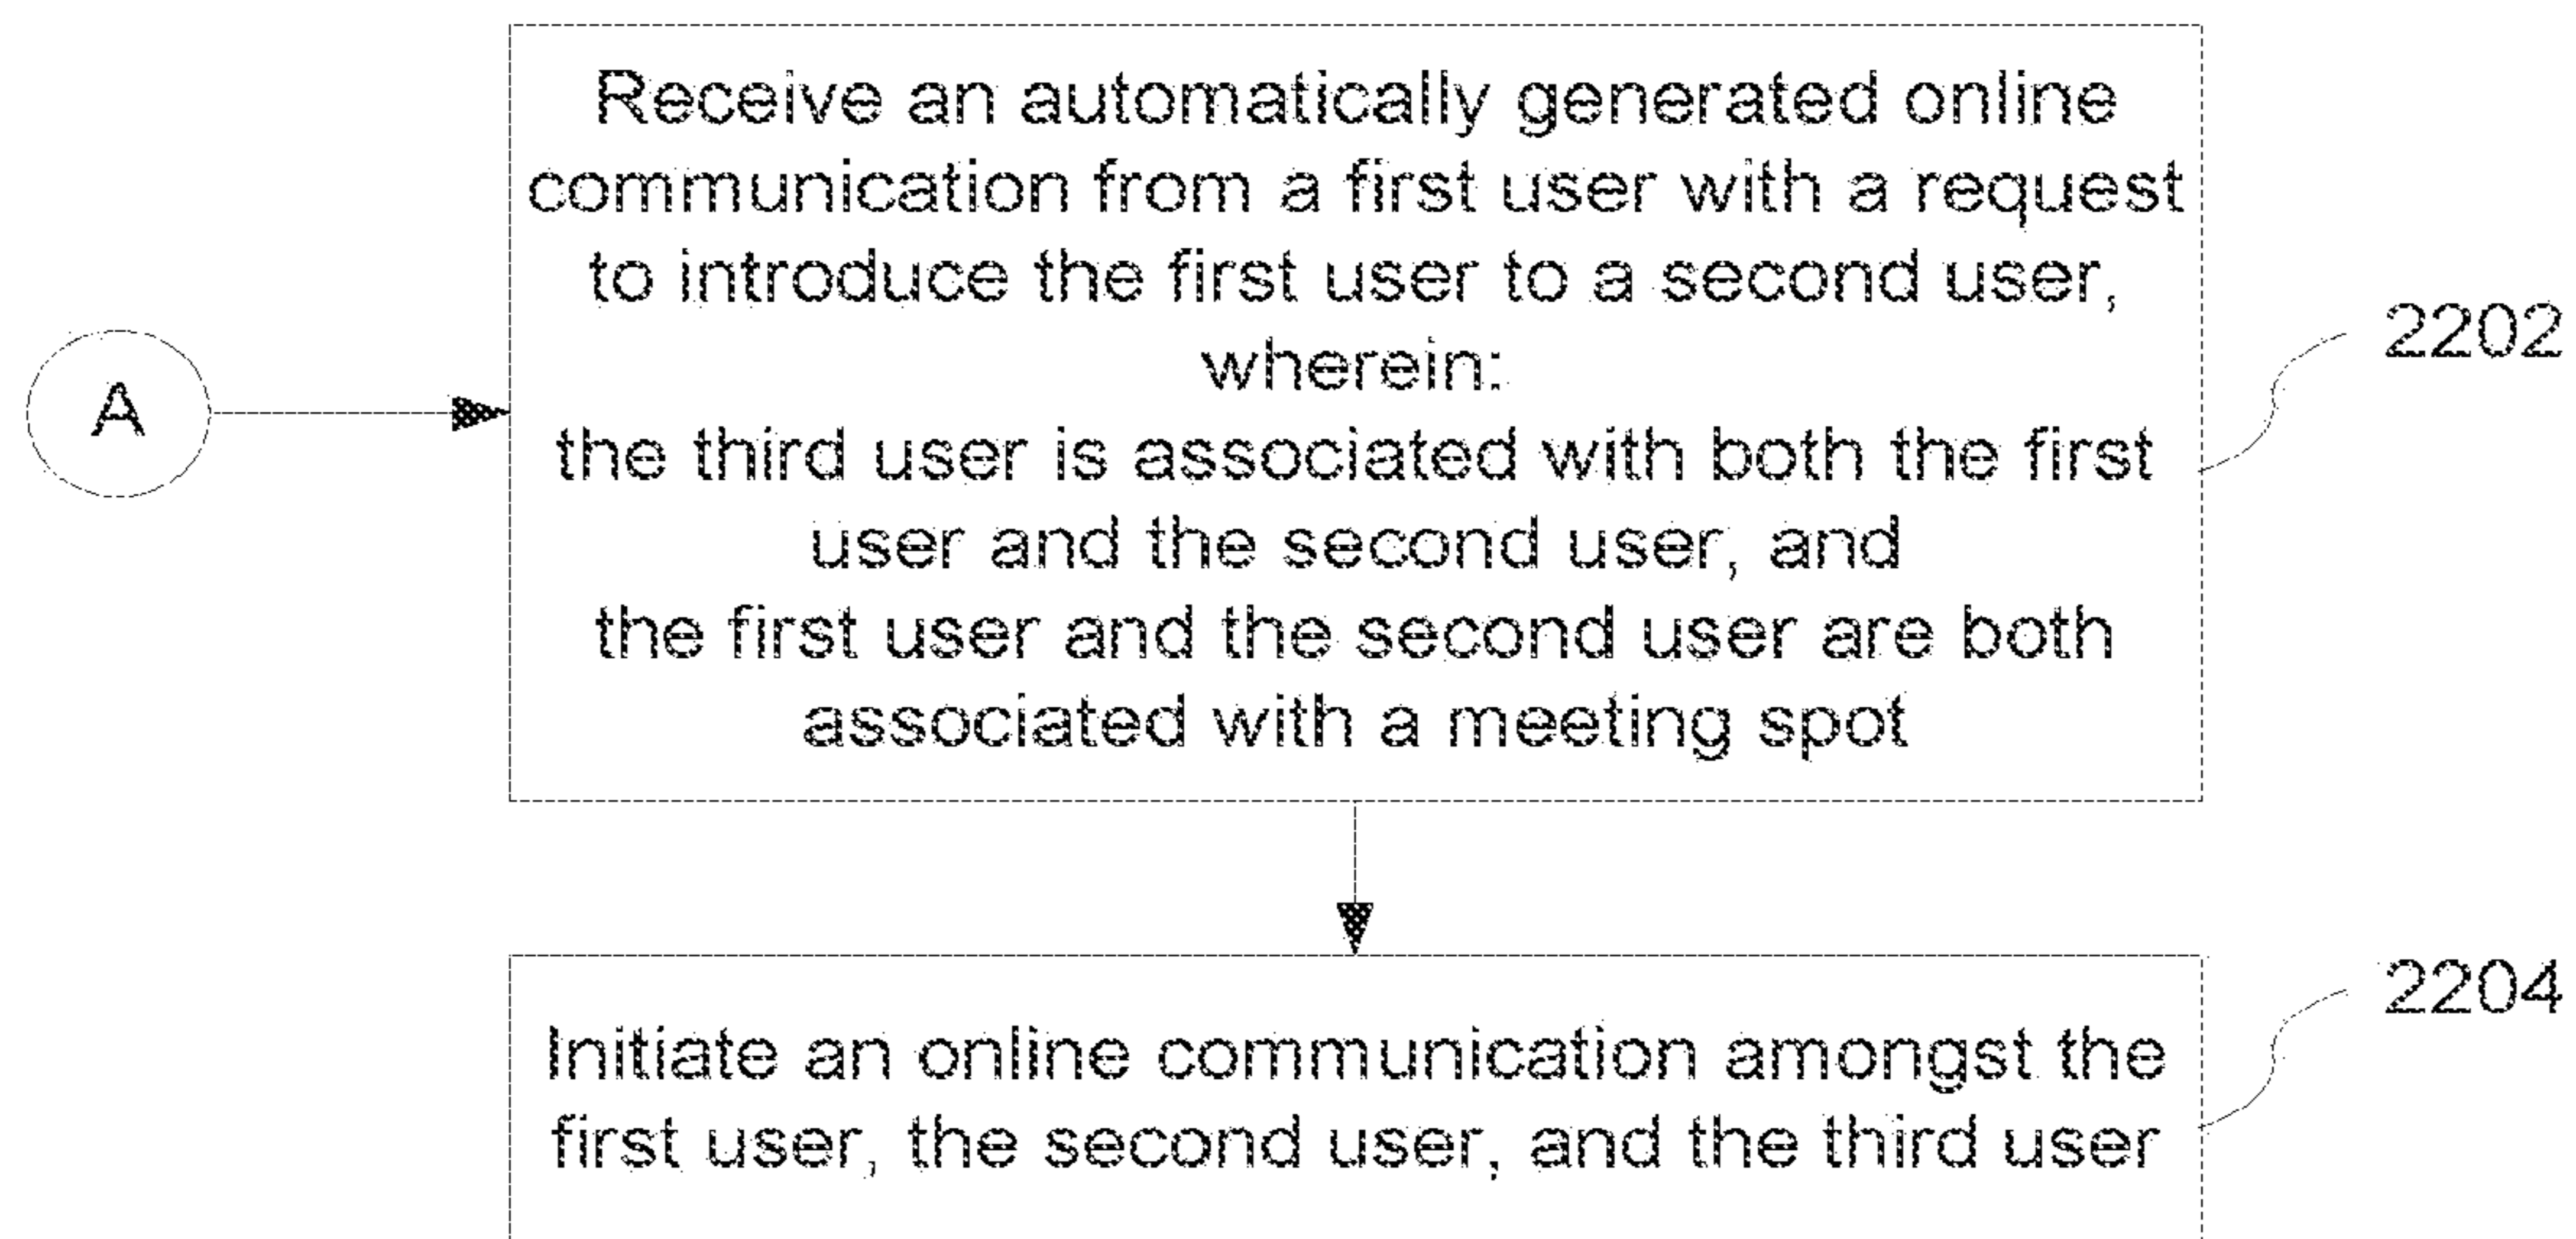 Receive an automatically generated online
communication from a first user with a request
to introduce the first user to a second user,
wherein:
the third user is associated with both the first
user and the second user, and
the first user and the second user are both
associated with a meeting spot
2202
A
Initiate an online communication amongst the
first user, the second user, and the third user
2204